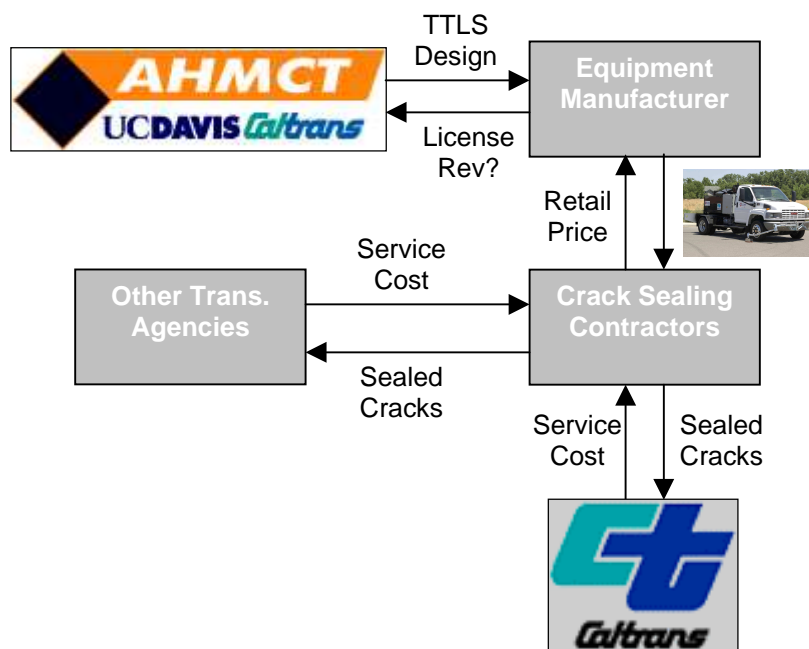 TTLS
Design
AHMCT
UCDAVIS Caltrans
Equipment
Manufacturer
License
Rev?
Retail
Price
Service
Cost
Other Trans.
Agencies
Crack Sealing
Contractors
Sealed
Cracks
Service
Cost
Sealed
Cracks
Caltrans